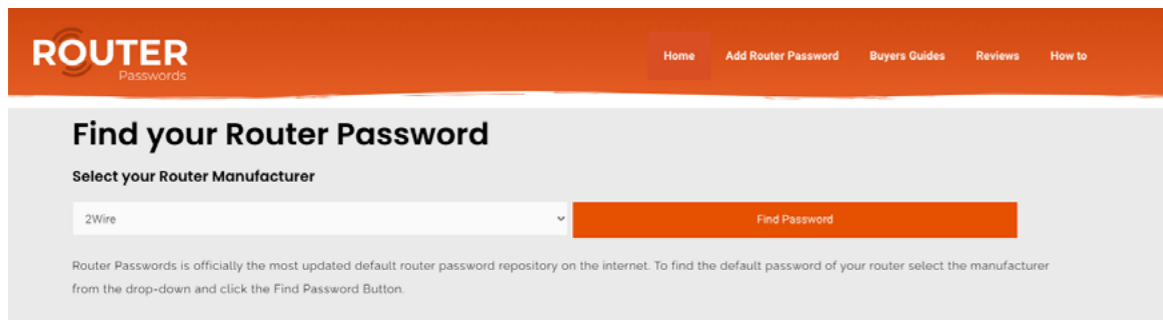 ROUTER
Passwords
Home Add Router Password Buyers Guides Reviews How to
Find your Router Password
Select your Router Manufacturer
2Wire
Find Password
Router Passwords is officially the most updated default router password repository on the internet. To find the default password of your router select the manufacturer
from the drop-down and click the Find Password Button.